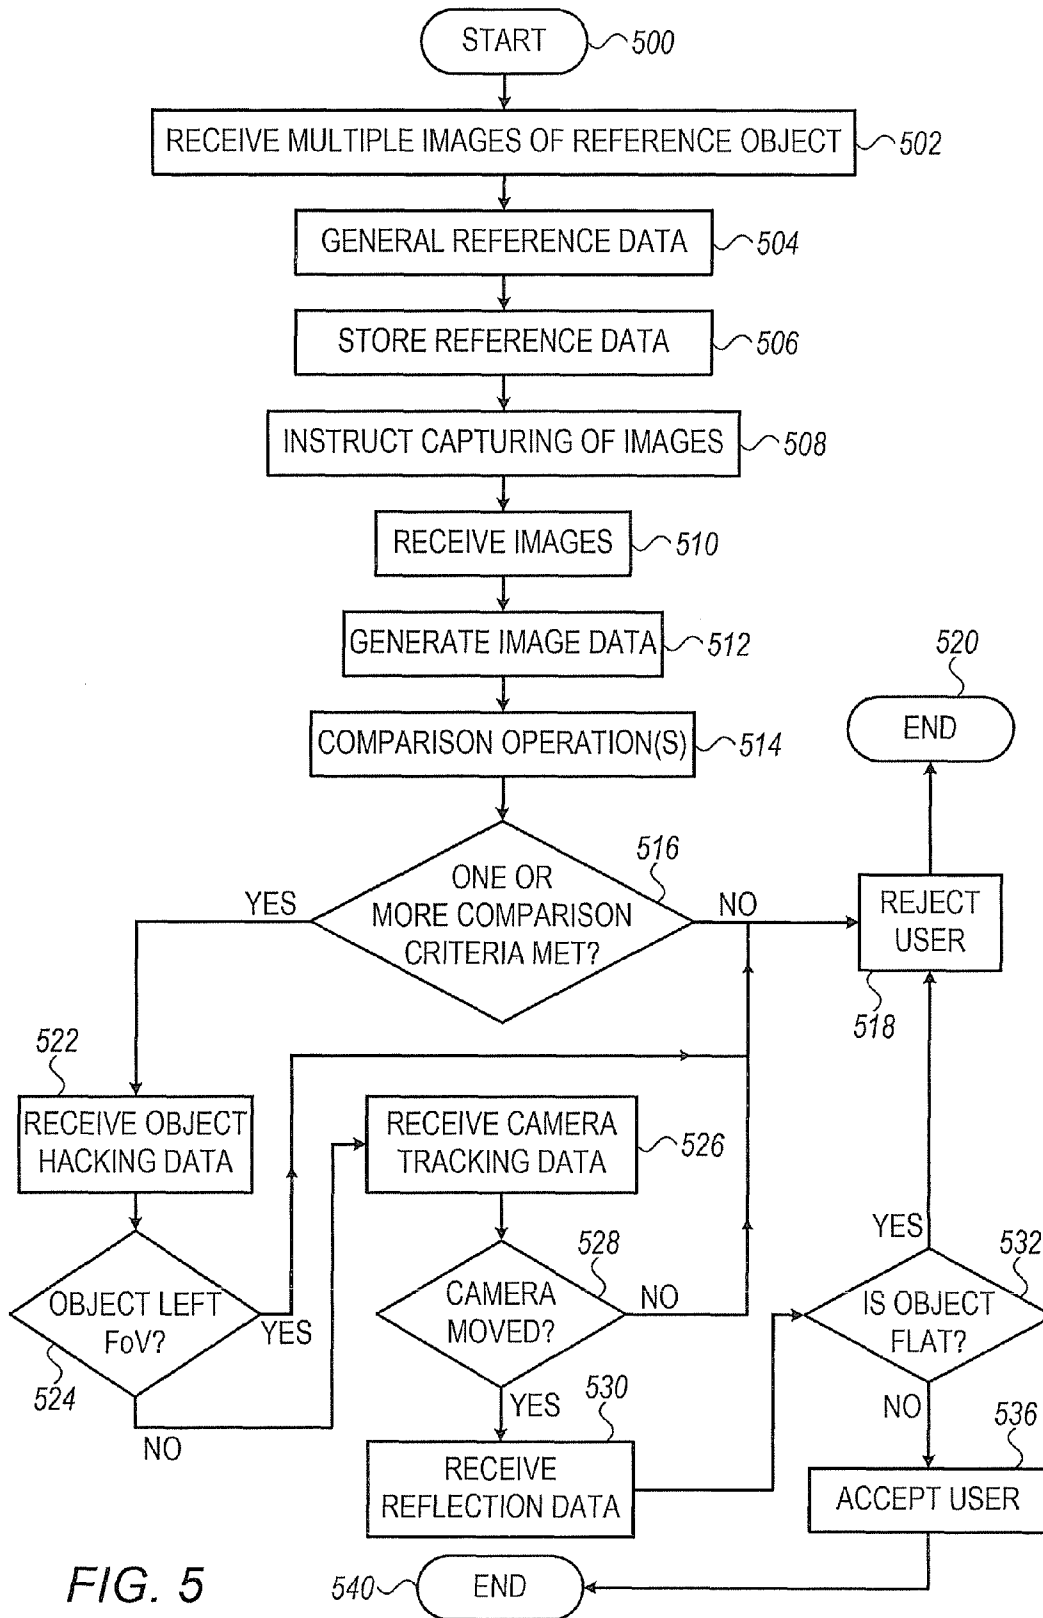 START
500
RECEIVE MULTIPLE IMAGES OF REFERENCE OBJECT
502
GENERAL REFERENCE DATA
504
STORE REFERENCE DATA
506
INSTRUCT CAPTURING OF IMAGES
508
RECEIVE IMAGES
510
GENERATE IMAGE DATA
512
COMPARISON OPERATION(S)
514
520
END
ONE OR
MORE COMPARISON
CRITERIA MET?
516
YES
NO
REJECT
USER
518
522
RECEIVE OBJECT
HACKING DATA
OBJECT LEFT
FoV?
524
YES
NO
RECEIVE CAMERA
TRACKING DATA
526
CAMERA
MOVED?
528
NO
YES
530
RECEIVE
REFLECTION DATA
YES
532
IS OBJECT
FLAT?
NO
536
ACCEPT USER
540
END
FIG. 5